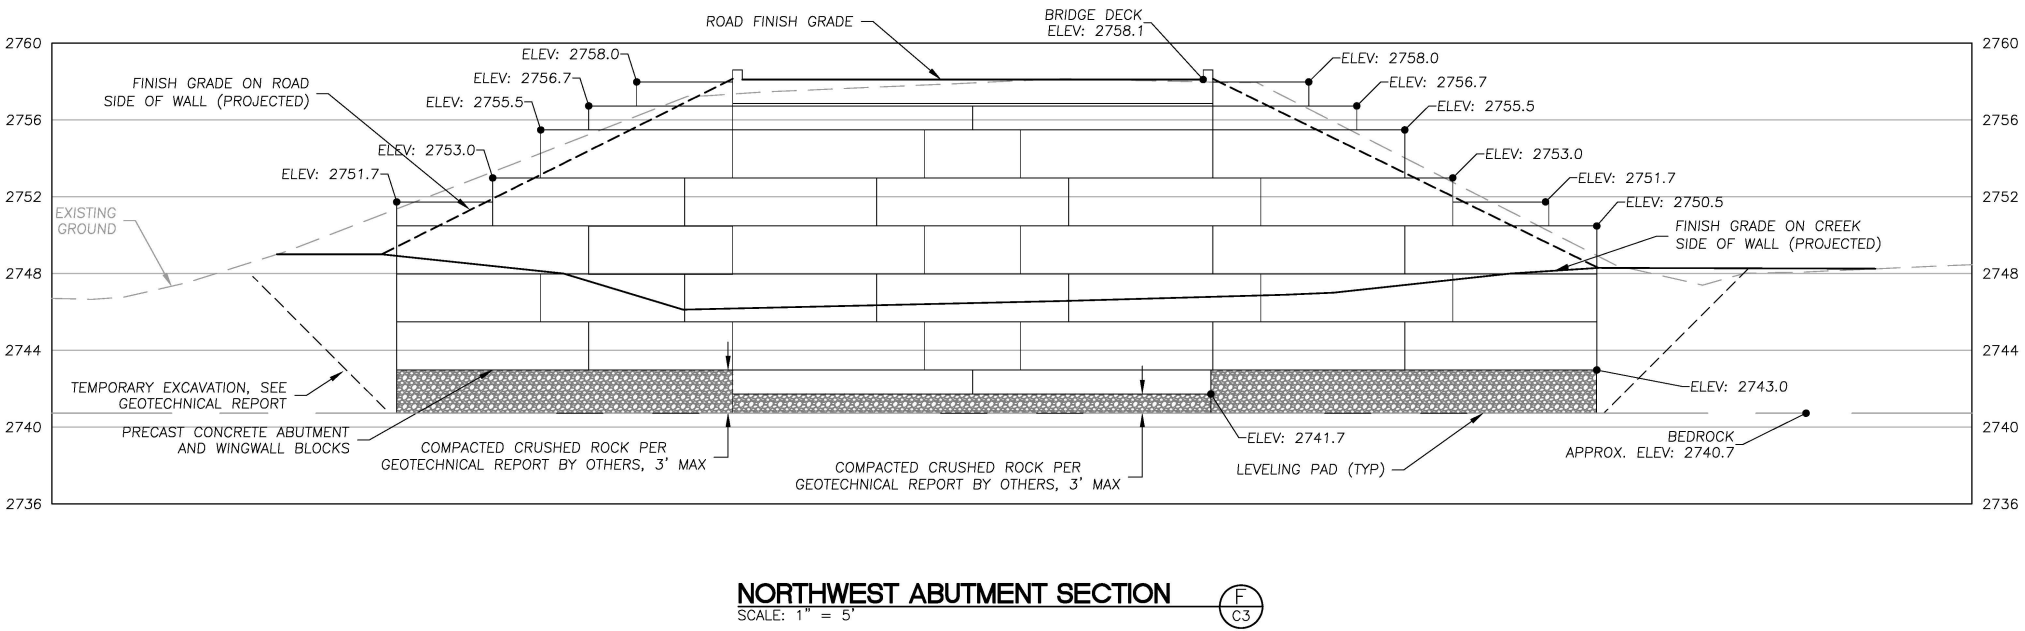 ROAD FINISH GRADE
BRIDGE DECK
ELEV: 2758.1
2760
2760
ELEV: 2758.0
ELEV: 2758.0
FINISH GRADE ON ROAD
SIDE OF WALL (PROJECTED)
ELEV: 2756.7
ELEV: 2756.7
ELEV: 2755.5
ELEV: 2755.5
2756
2756
ELEV: 2753.0
ELEV: 2753.0
ELEV: 2751.7
ELEV: 2751.7
2752
2752
ELEV: 2750.5
EXISTING
GROUND
FINISH GRADE ON CREEK
SIDE OF WALL (PROJECTED)
2748
2748
2744
2744
TEMPORARY EXCAVATION, SEE
GEOTECHNICAL REPORT
ELEV: 2743.0
2740
2740
PRECAST CONCRETE ABUTMENT
AND WINGWALL BLOCKS
COMPACTED CRUSHED ROCK PER
GEOTECHNICAL REPORT BY OTHERS, 3' MAX
ELEV: 2741.7
BEDROCK
APPROX. ELEV: 2740.7
COMPACTED CRUSHED ROCK PER
GEOTECHNICAL REPORT BY OTHERS, 3' MAX
LEVELING PAD (TYP)
2736
2736
NORTHWEST ABUTMENT SECTION
SCALE: 1" = 5'
F
C3